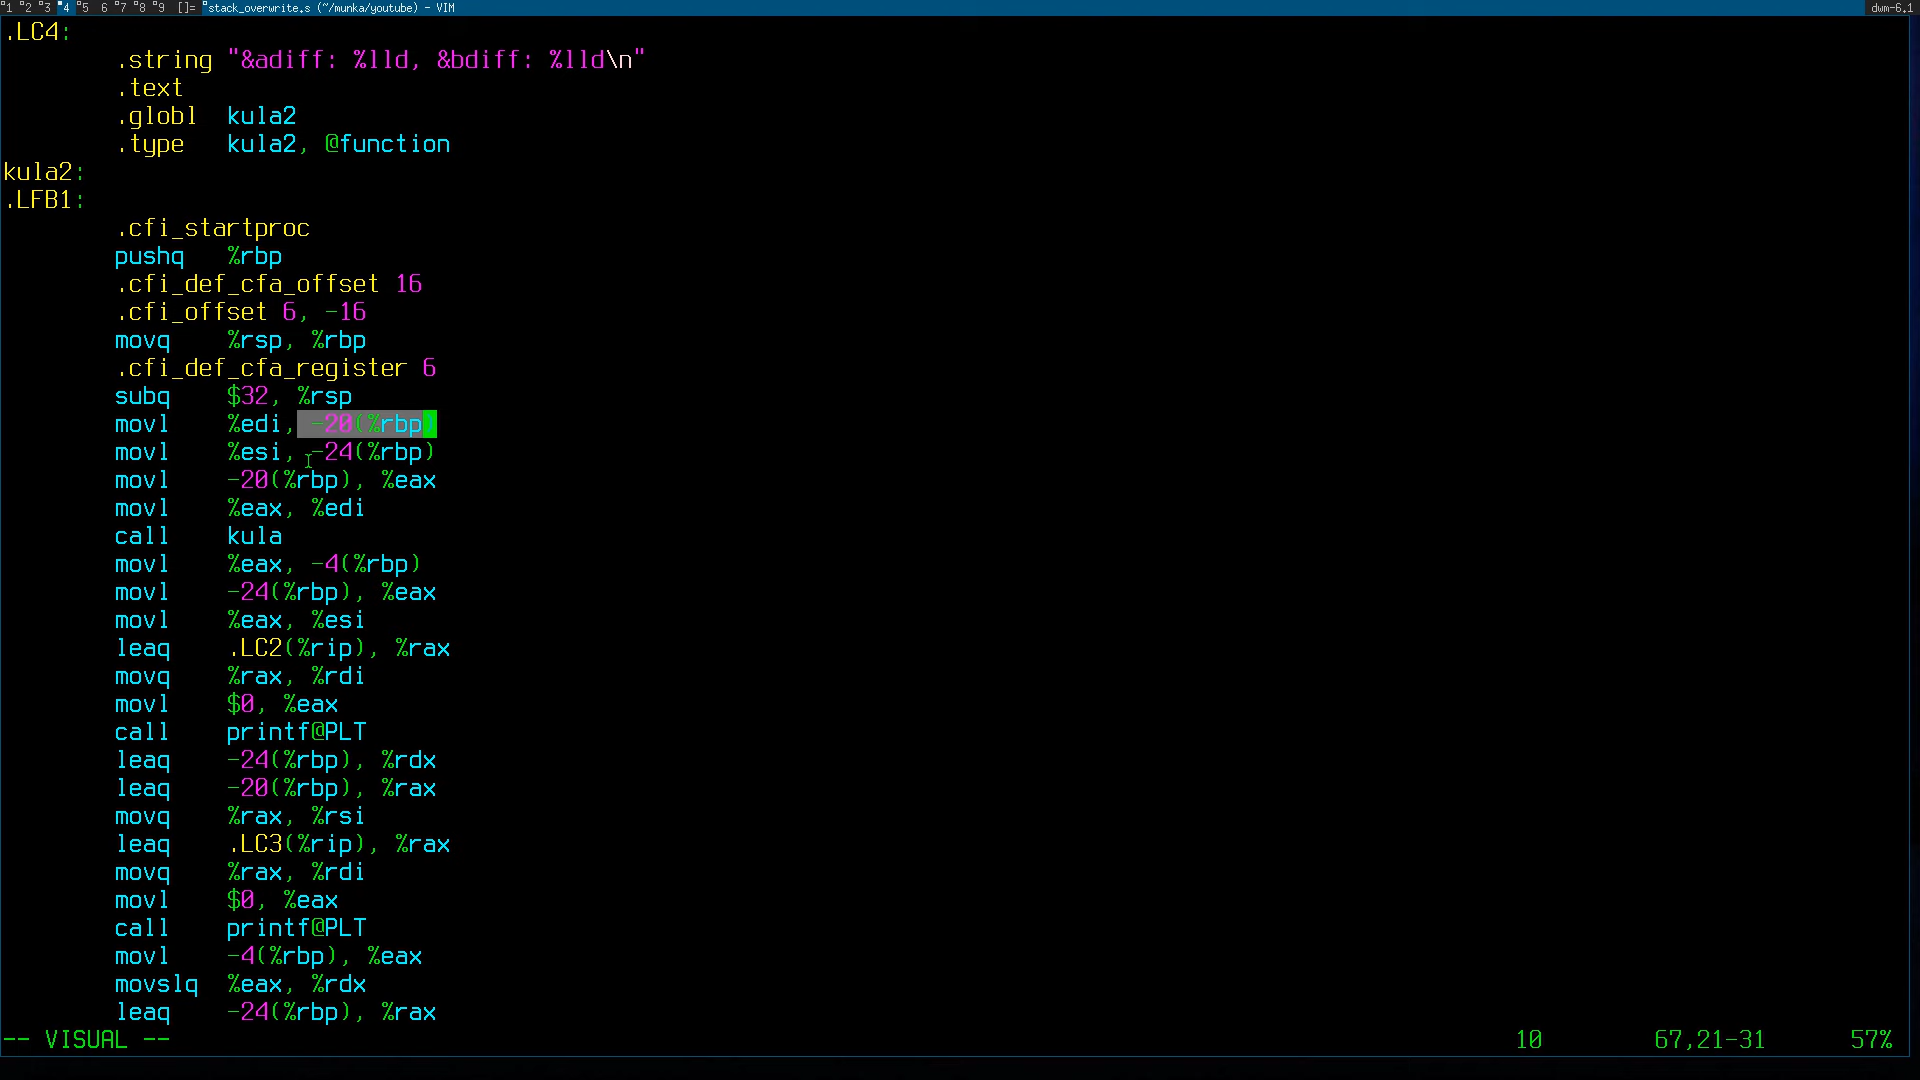 1 2 3 4 5 6 7 8 9 []= stack_overwrite.s (~/munka/youtube) - VIM dwm-6.1
.LC4:
.string "&adiff: %lld, &bdiff: %lld\n"
.text
.globl kula2
.type kula2, @function
kula2:
.LFB1:
.cfi_startproc
pushq %rbp
.cfi_def_cfa_offset 16
.cfi_offset 6, -16
movq %rsp, %rbp
.cfi_def_cfa_register 6
subq $32, %rsp
movl %edi, -20(%rbp)
movl %esi, -24(%rbp)
movl -20(%rbp), %eax
movl %eax, %edi
call kula
movl %eax, -4(%rbp)
movl -24(%rbp), %eax
movl %eax, %esi
leaq .LC2(%rip), %rax
movq %rax, %rdi
movl $0, %eax
call printf@PLT
leaq -24(%rbp), %rdx
leaq -20(%rbp), %rax
movq %rax, %rsi
leaq .LC3(%rip), %rax
movq %rax, %rdi
movl $0, %eax
call printf@PLT
movl -4(%rbp), %eax
movslq %eax, %rdx
leaq -24(%rbp), %rax
-- VISUAL -- 10 67,21-31 57%